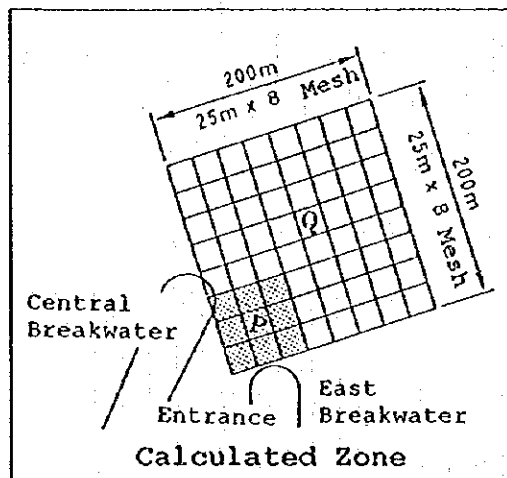 200m
25m x 8 Mesh
200m
25m x 8 Mesh
Q
P
Central
Breakwater
Entrance
East
Breakwater
Calculated Zone